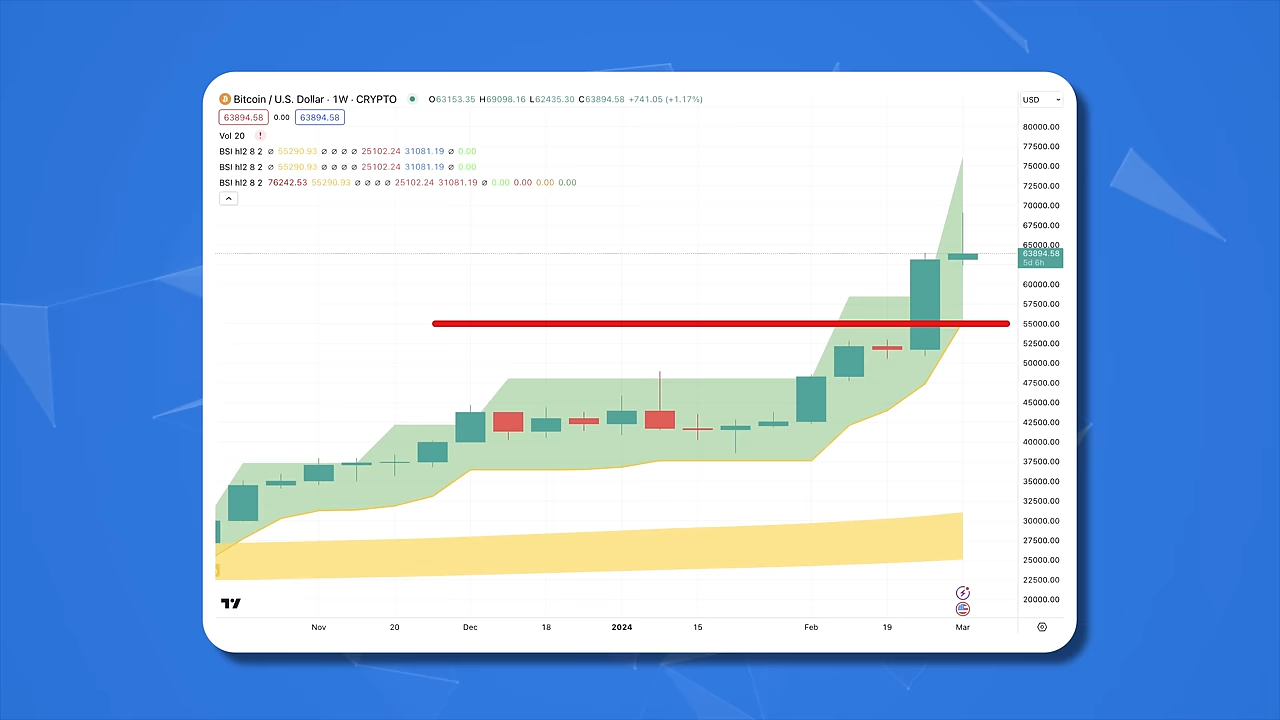 Bitcoin / U.S. Dollar · 1W · CRYPTO O63153.35 H69098.16 L62435.30 C63894.58 +741.05 (+1.17%)
USD
63894.58 0.00 63894.58
Vol 20 !
BSI hl2 8 2 ∅ 55290.93 ∅ ∅ ∅ ∅ 25102.24 31081.19 ∅ 0.00
BSI hl2 8 2 ∅ 55290.93 ∅ ∅ ∅ ∅ 25102.24 31081.19 ∅ 0.00
BSI hl2 8 2 76242.53 55290.93 ∅ ∅ ∅ ∅ 25102.24 31081.19 ∅ 0.00 0.00 0.00 0.00
80000.00
77500.00
75000.00
72500.00
70000.00
67500.00
65000.00
63894.58
5d 6h
60000.00
57500.00
55000.00
52500.00
50000.00
47500.00
45000.00
42500.00
40000.00
37500.00
35000.00
32500.00
30000.00
27500.00
25000.00
22500.00
20000.00
Nov 20 Dec 18 2024 15 Feb 19 Mar